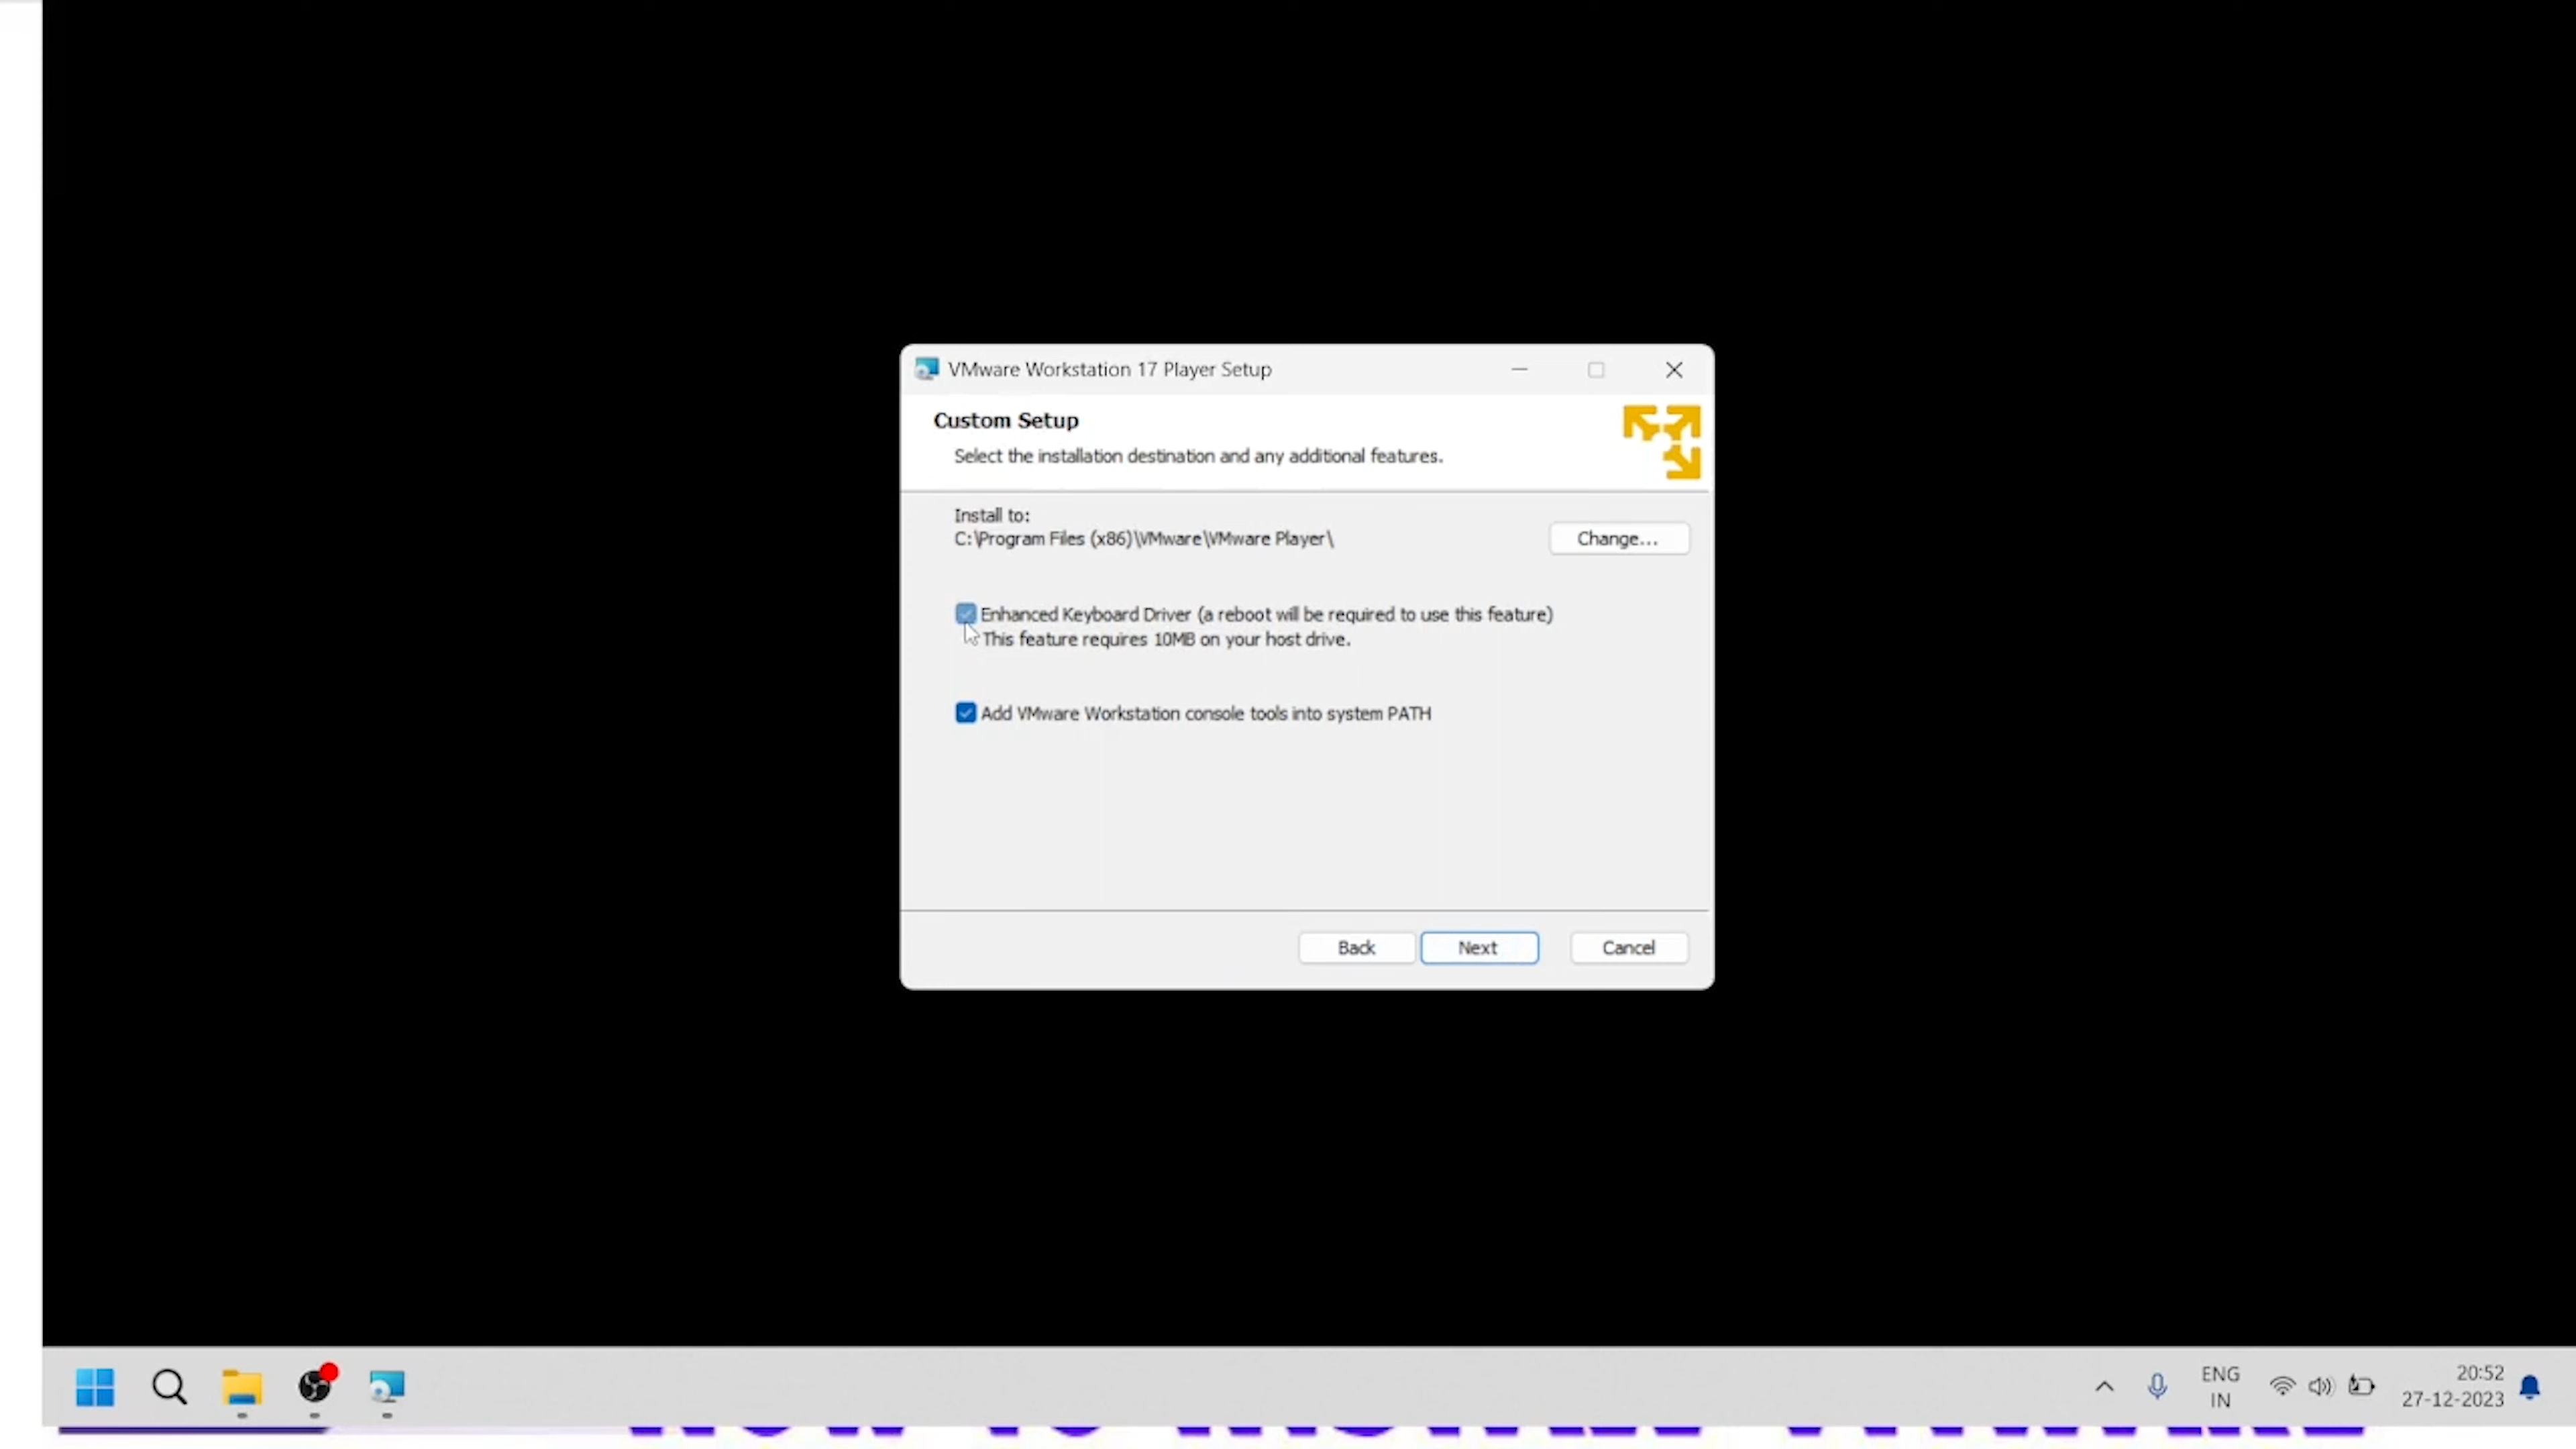 VMware Workstation 17 Player Setup
Custom Setup
Select the installation destination and any additional features.
Install to:
C:\Program Files (x86)\VMware\VMware Player\
Change...
Enhanced Keyboard Driver (a reboot will be required to use this feature)
This feature requires 10MB on your host drive.
Add VMware Workstation console tools into system PATH
Back
Next
Cancel
ENG
IN
20:52
27-12-2023